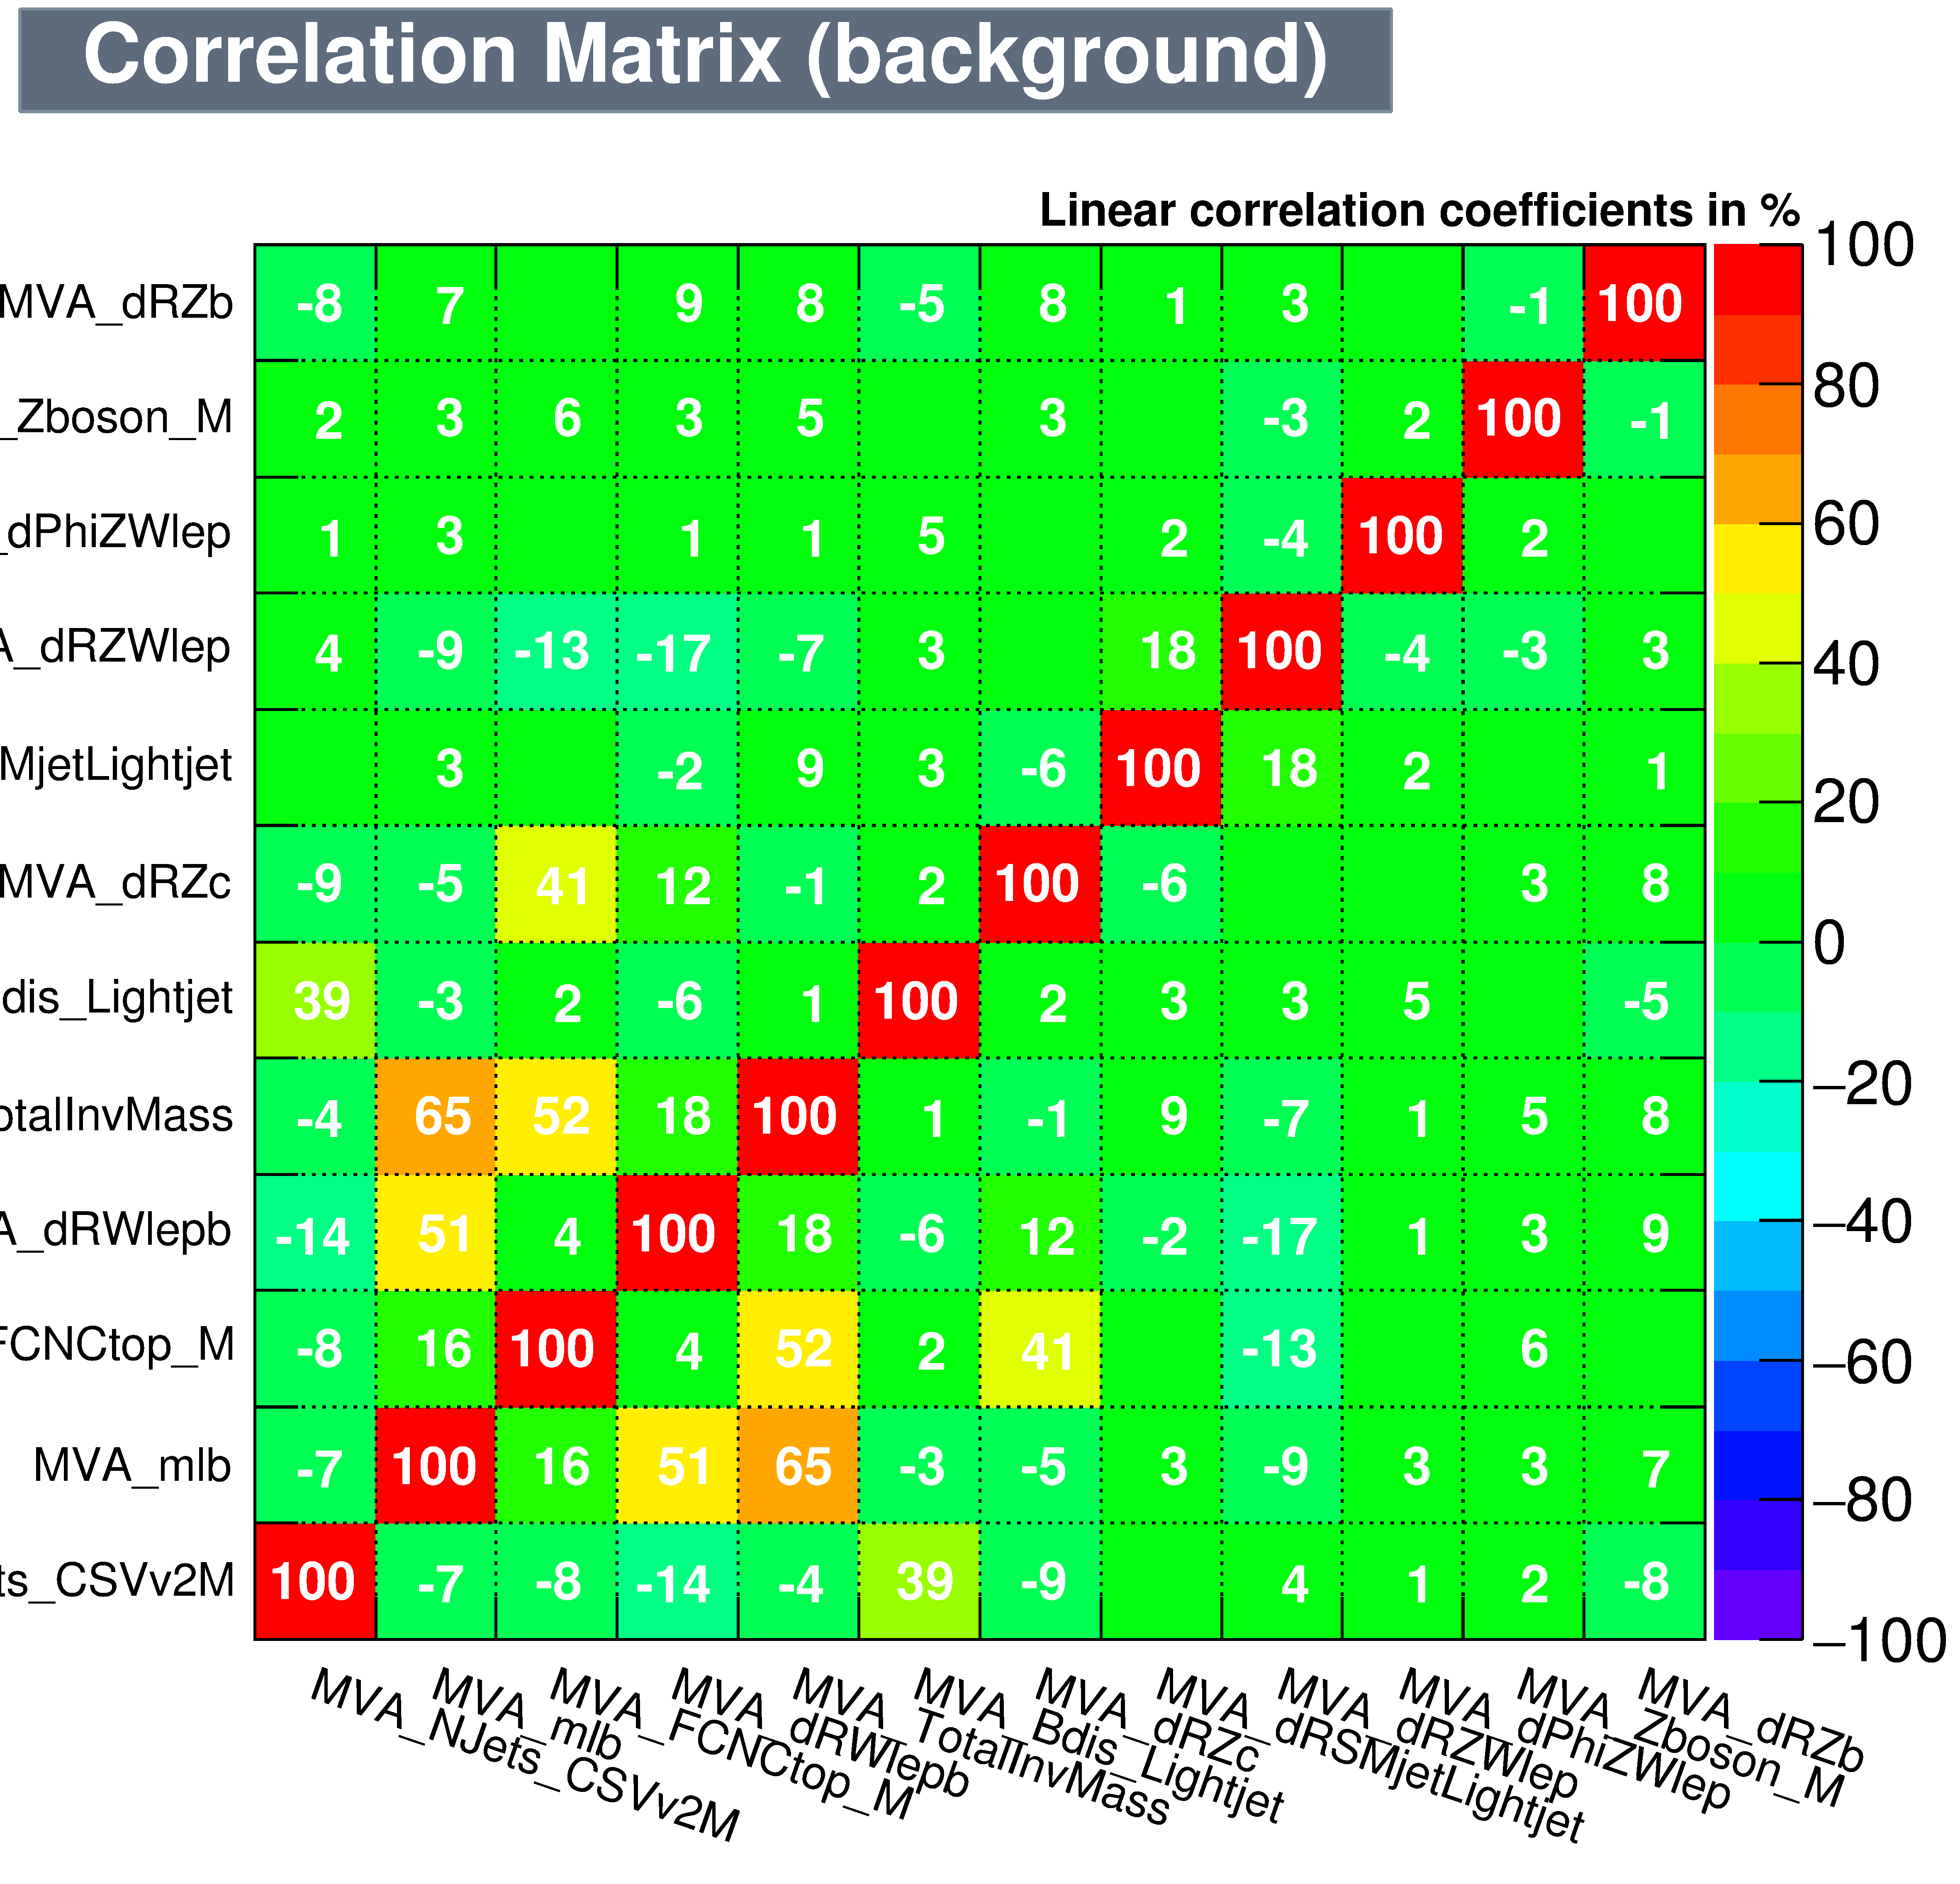 Correlation Matrix (background)
Linear correlation coefficients in %
100
MVA_dRZb -8 7 9 8 -5 8 1 3 -1 100
80
_Zboson_M 2 3 6 3 5 3 -3 2 100 -1
60
_dPhiZWlep 1 3 1 1 5 2 -4 100 2
A_dRZWlep 4 -9 -13 -17 -7 3 18 100 -4 -3 3
40
MjetLightjet 3 -2 9 3 -6 100 18 2 1
20
MVA_dRZc -9 -5 41 12 -1 2 100 -6 3 8
0
dis_Lightjet 39 -3 2 -6 1 100 2 3 3 5 -5
−20
otalInvMass -4 65 52 18 100 1 -1 9 -7 1 5 8
−40
A_dRWlepb -14 51 4 100 18 -6 12 -2 -17 1 3 9
−60
FCNCtop_M -8 16 100 4 52 2 41 -13 6
MVA_mlb -7 100 16 51 65 -3 -5 3 -9 3 3 7
−80
ts_CSVv2M 100 -7 -8 -14 -4 39 -9 4 1 2 -8
−100
MVA_NJets_CSVv2M
MVA_mlb
MVA_FCNCtop_M
MVA_dRWlepb
MVA_TotalInvMass
MVA_Bdis_Lightjet
MVA_dRZc
MVA_dRSMjetLightjet
MVA_dRZWlep
MVA_dPhiZWlep
MVA_Zboson_M
MVA_dRZb